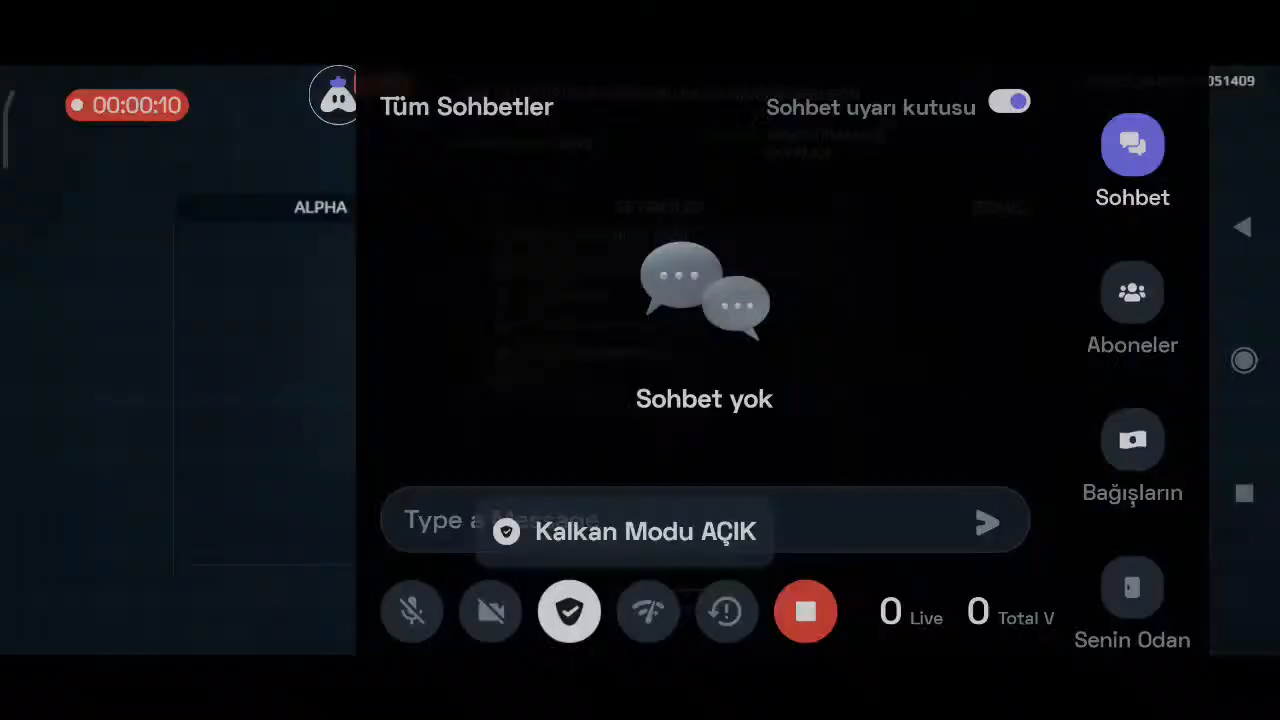 00:00:10
Tüm Sohbetler
Sohbet uyarı kutusu
051409
Sohbet
ALPHA
Aboneler
Sohbet yok
Bağışların
Type a
Kalkan Modu AÇIK
0 Live
0 Total V
Senin Odan